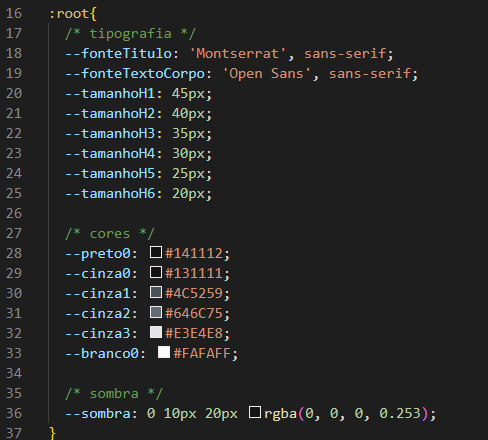 16 :root{
17 /* tipografia */
18 --fonteTitulo: 'Montserrat', sans-serif;
19 --fonteTextoCorpo: 'Open Sans', sans-serif;
20 --tamanhoH1: 45px;
21 --tamanhoH2: 40px;
22 --tamanhoH3: 35px;
23 --tamanhoH4: 30px;
24 --tamanhoH5: 25px;
25 --tamanhoH6: 20px;
26
27 /* cores */
28 --preto0: #141112;
29 --cinza0: #131111;
30 --cinza1: #4C5259;
31 --cinza2: #646C75;
32 --cinza3: #E3E4E8;
33 --branco0: #FAFAFF;
34
35 /* sombra */
36 --sombra: 0 10px 20px rgba(0, 0, 0, 0.253);
37 }